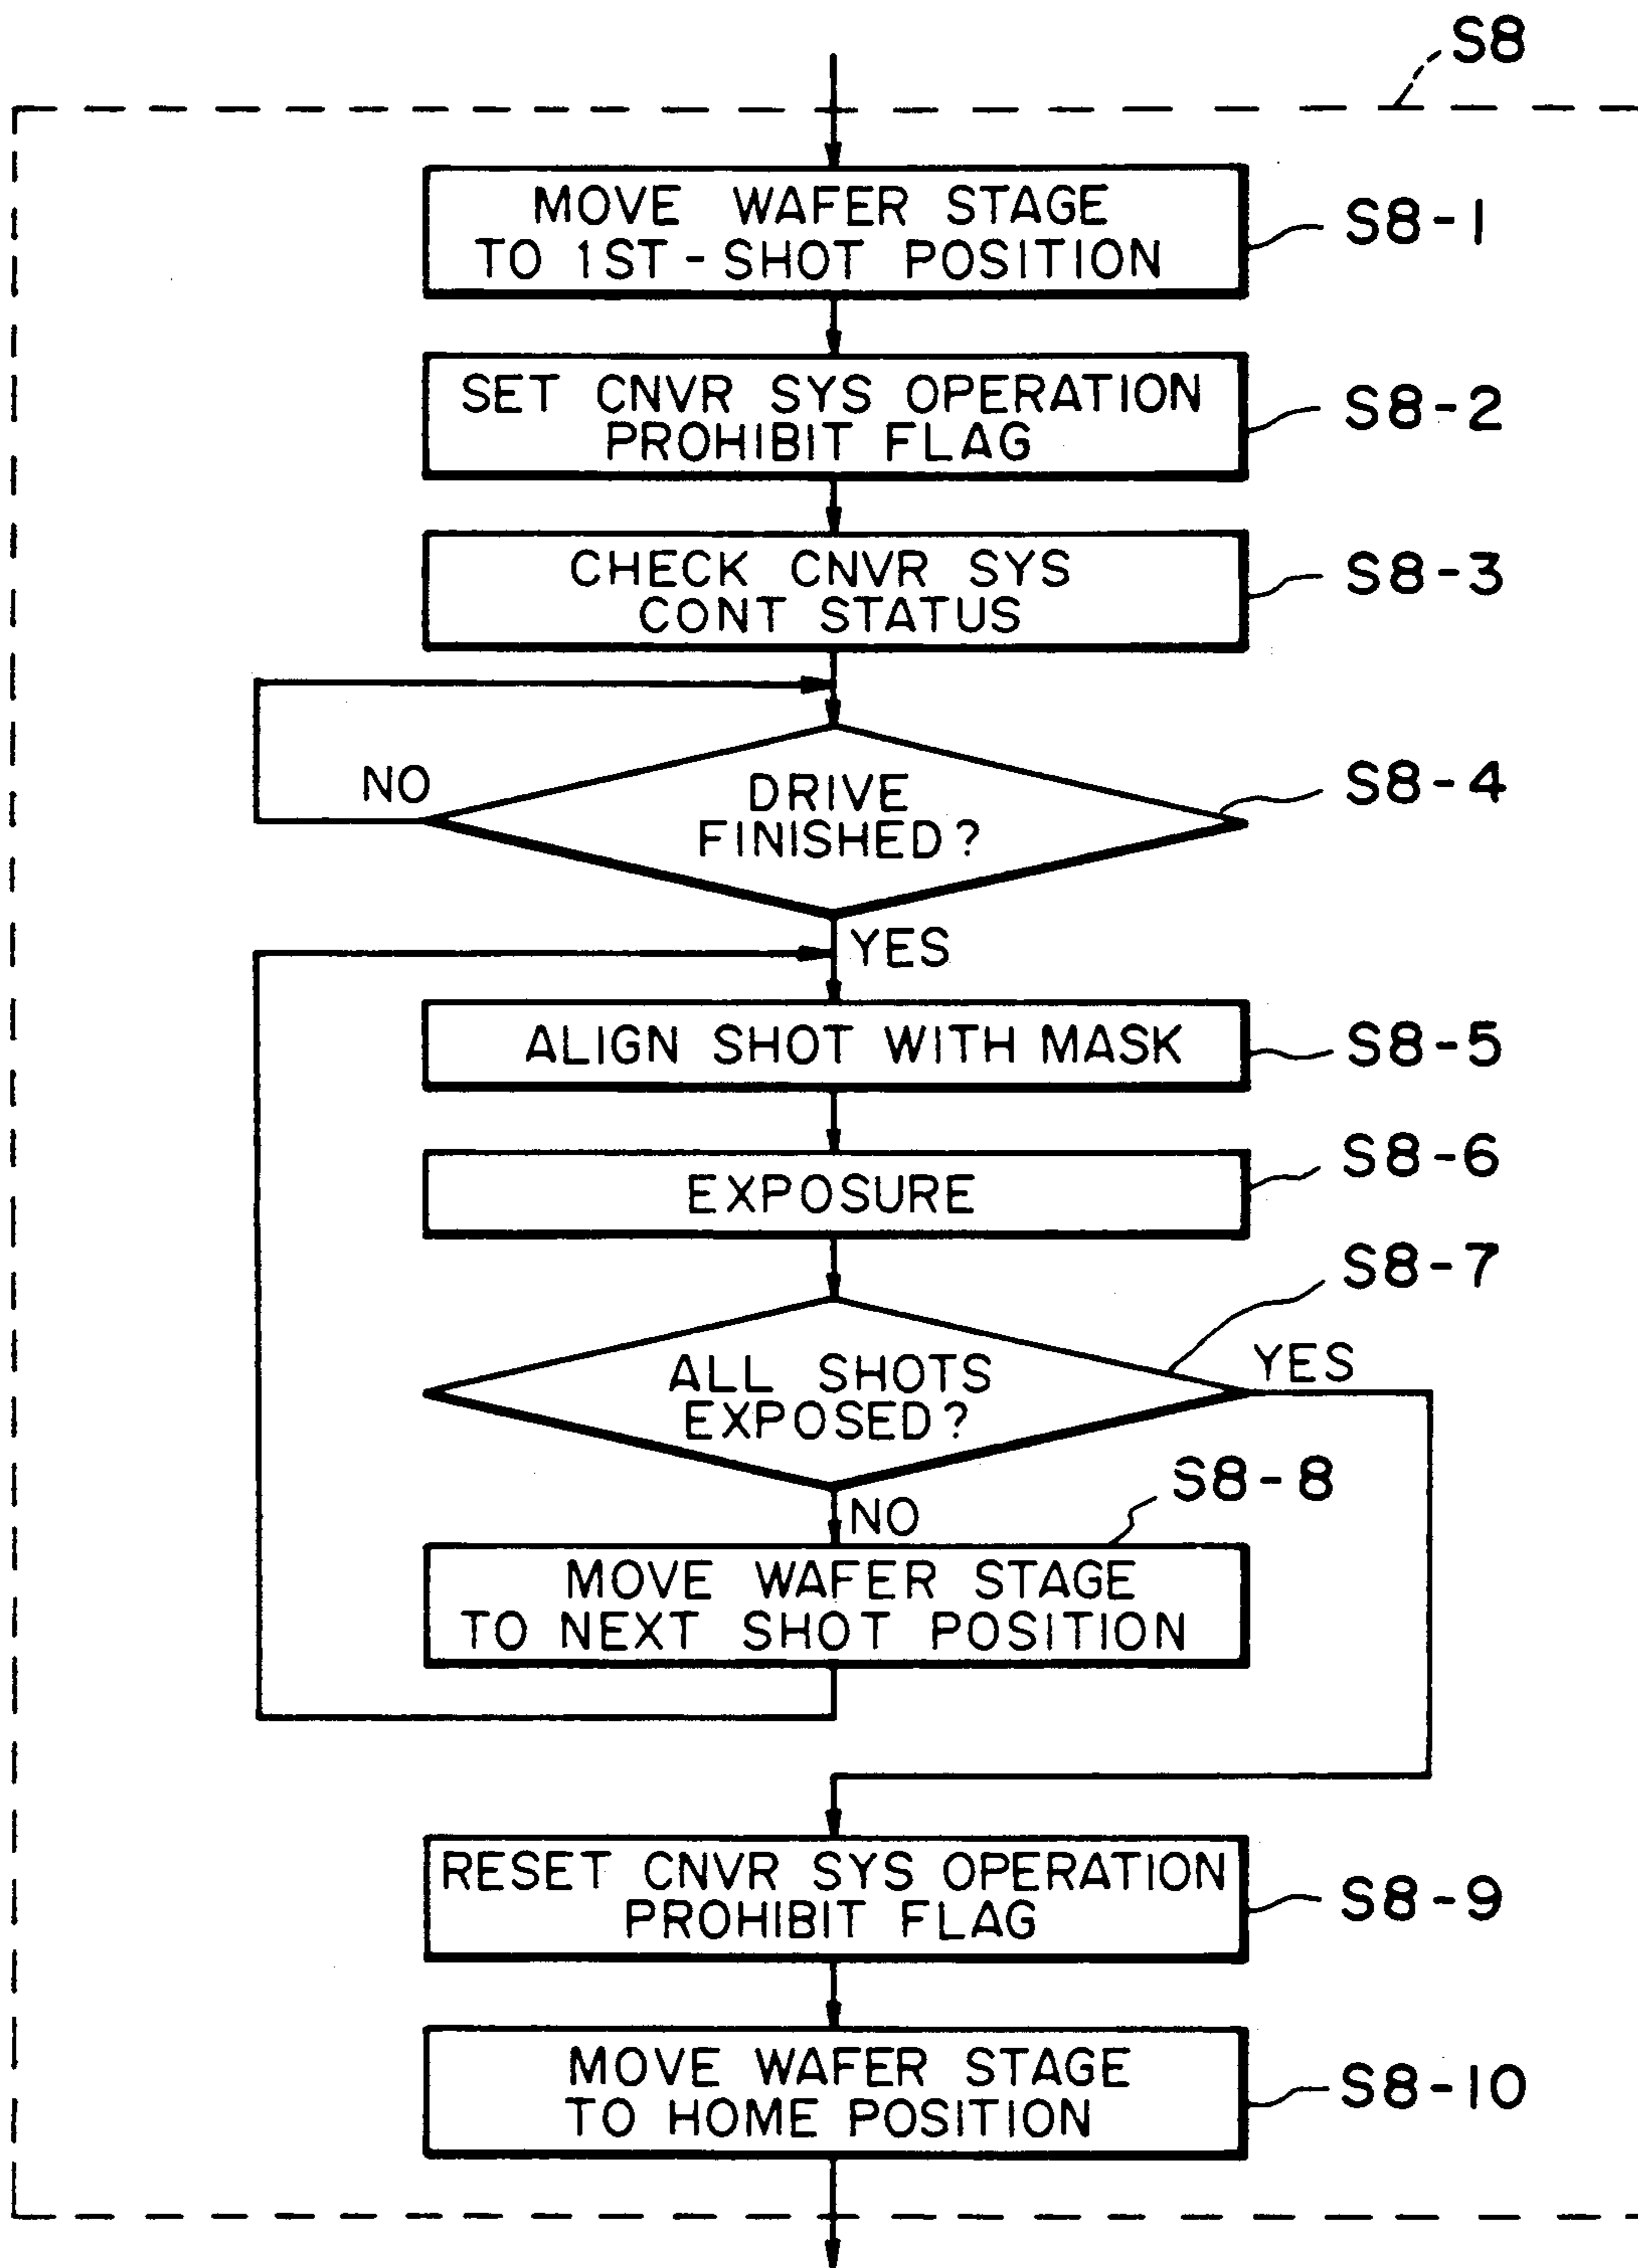 S8
MOVE WAFER STAGE
TO 1ST-SHOT POSITION
S8-1
SET CNVR SYS OPERATION
PROHIBIT FLAG
S8-2
CHECK CNVR SYS
CONT STATUS
S8-3
NO
DRIVE
FINISHED?
S8-4
YES
ALIGN SHOT WITH MASK
S8-5
EXPOSURE
S8-6
S8-7
ALL SHOTS
EXPOSED?
YES
NO
S8-8
MOVE WAFER STAGE
TO NEXT SHOT POSITION
RESET CNVR SYS OPERATION
PROHIBIT FLAG
S8-9
MOVE WAFER STAGE
TO HOME POSITION
S8-10